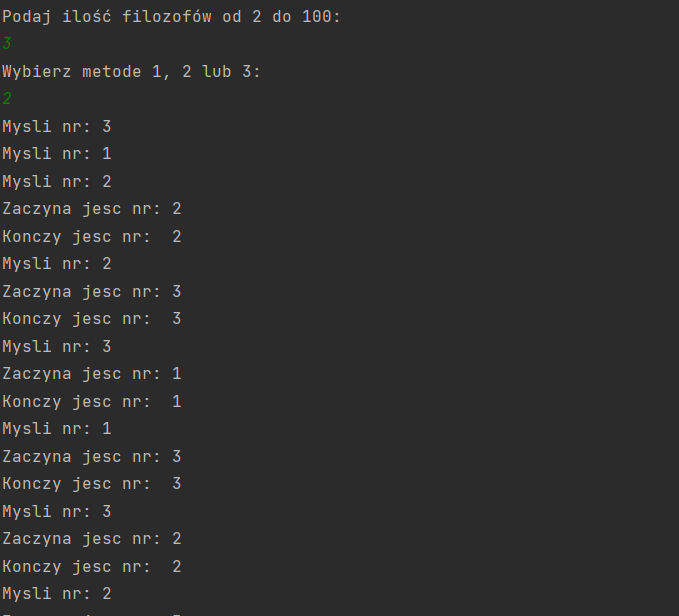 Podaj ilość filozofów od 2 do 100:
3
Wybierz metode 1, 2 lub 3:
2
Mysli nr: 3
Mysli nr: 1
Mysli nr: 2
Zaczyna jesc nr: 2
Konczy jesc nr:  2
Mysli nr: 2
Zaczyna jesc nr: 3
Konczy jesc nr:  3
Mysli nr: 3
Zaczyna jesc nr: 1
Konczy jesc nr:  1
Mysli nr: 1
Zaczyna jesc nr: 3
Konczy jesc nr:  3
Mysli nr: 3
Zaczyna jesc nr: 2
Konczy jesc nr:  2
Mysli nr: 2